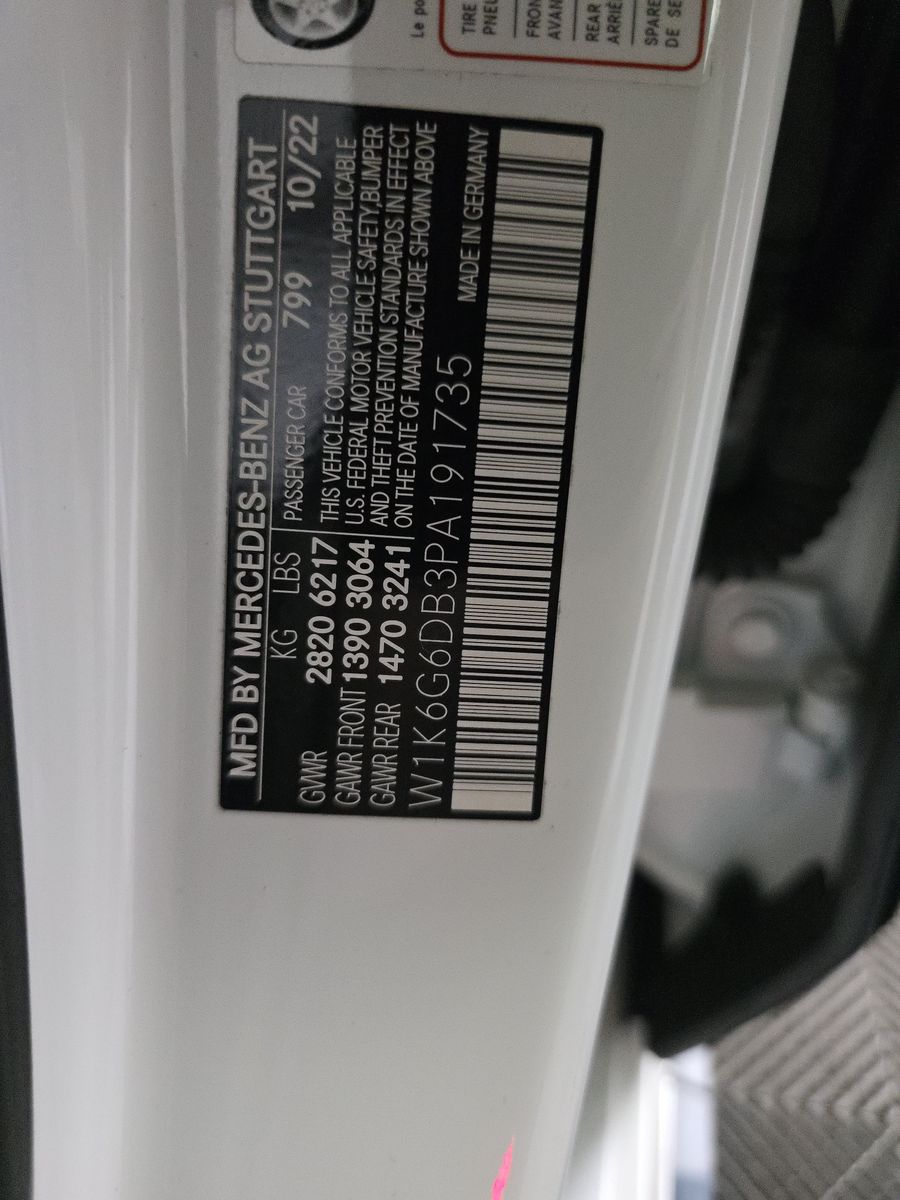 MFD BY MERCEDES-BENZ AG STUTTGART
KG LBS PASSENGER CAR 799 10/22
GVWR 2820 6217 THIS VEHICLE CONFORMS TO ALL APPLICABLE
GAWR FRONT 1390 3064 U.S. FEDERAL MOTOR VEHICLE SAFETY,BUMPER
GAWR REAR 1470 3241 AND THEFT PREVENTION STANDARDS IN EFFECT
ON THE DATE OF MANUFACTURE SHOWN ABOVE
W1K6G6DB3PA191735 MADE IN GERMANY
Le
TIRE
FRON
AVAN
REAR
ARRIÈ
SPARE
DE SE